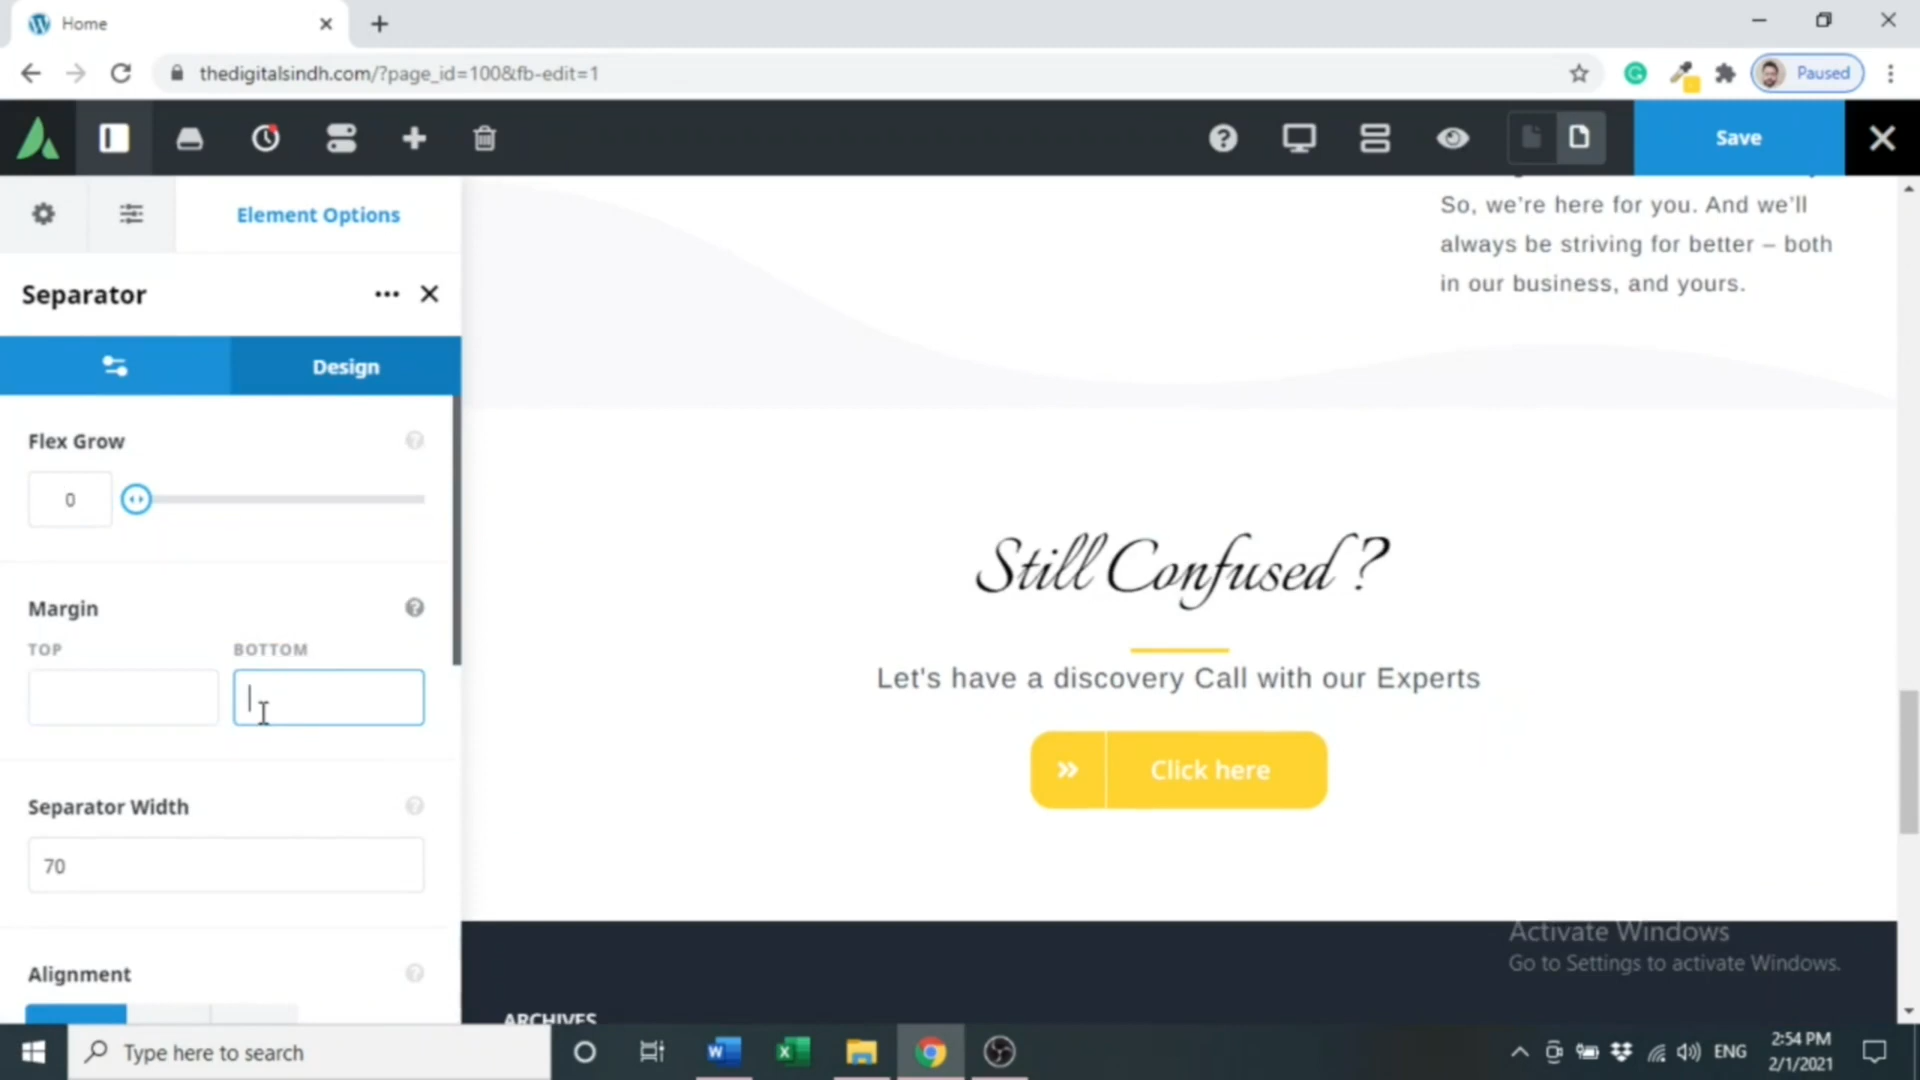 Home
thedigitalsindh.com/?page_id=100&fb-edit=1
Paused
Save
Element Options
So, we're here for you. And we'll
always be striving for better – both
in our business, and yours.
Separator
Design
Flex Grow
0
Margin
TOP
BOTTOM
Separator Width
70
Alignment
Still Confused ?
Let's have a discovery Call with our Experts
Click here
Activate Windows
Go to Settings to activate Windows.
ARCHIVES
Type here to search
ENG
2:54 PM
2/1/2021